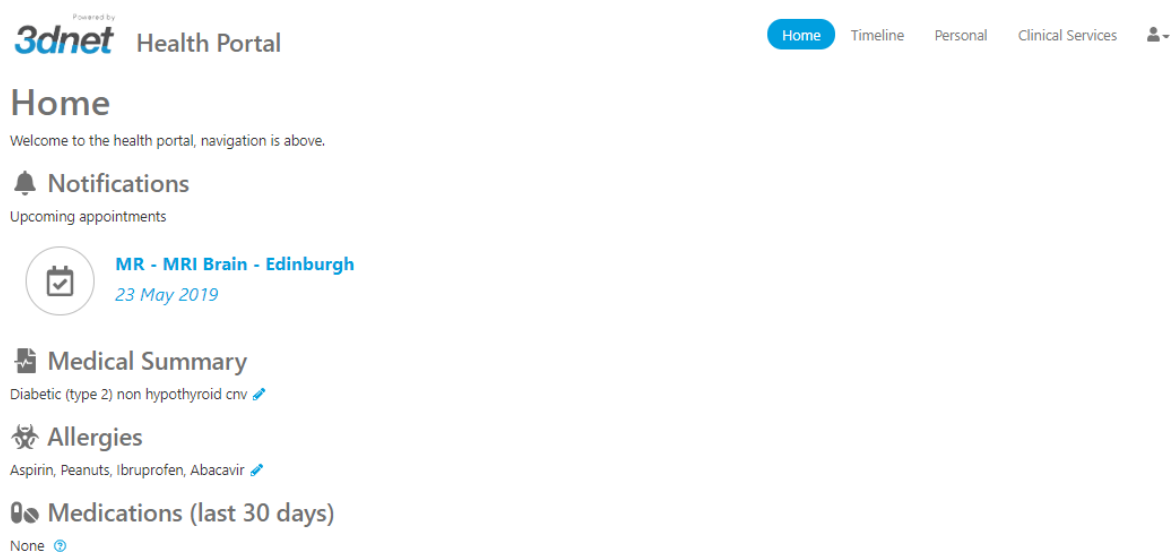 Powered by
3dnet Health Portal
Home Timeline Personal Clinical Services
Home
Welcome to the health portal, navigation is above.
Notifications
Upcoming appointments
MR - MRI Brain - Edinburgh
23 May 2019
Medical Summary
Diabetic (type 2) non hypothyroid cnv
Allergies
Aspirin, Peanuts, Ibruprofen, Abacavir
Medications (last 30 days)
None